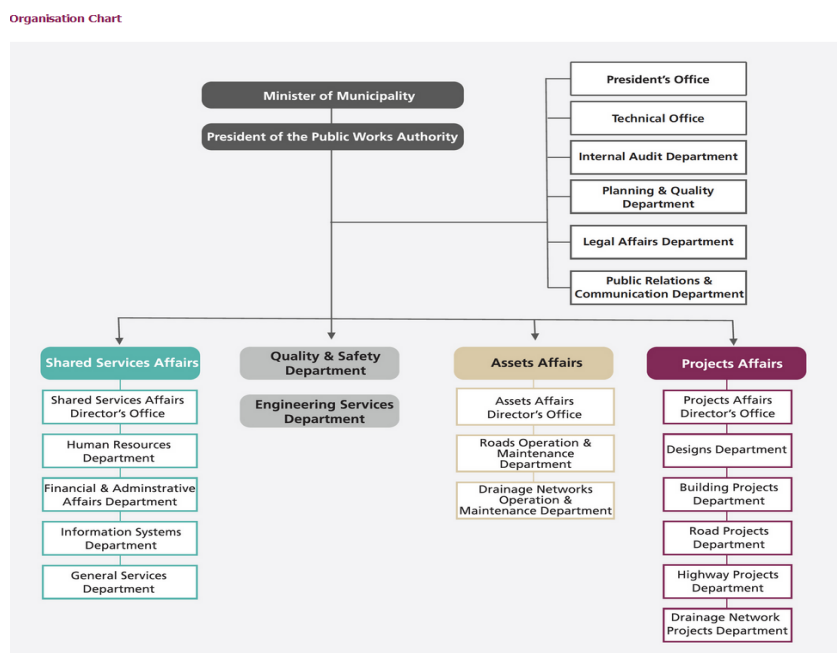 Organisation Chart
Minister of Municipality
President of the Public Works Authority
President's Office
Technical Office
Internal Audit Department
Planning & Quality
Department
Legal Affairs Department
Public Relations &
Communication Department
Shared Services Affairs
Shared Services Affairs
Director's Office
Human Resources
Department
Financial & Adminstrative
Affairs Department
Information Systems
Department
General Services
Department
Quality & Safety
Department
Engineering Services
Department
Assets Affairs
Assets Affairs
Director's Office
Roads Operation &
Maintenance
Department
Drainage Networks
Operation &
Maintenance Department
Projects Affairs
Projects Affairs
Director's Office
Designs Department
Building Projects
Department
Road Projects
Department
Highway Projects
Department
Drainage Network
Projects Department